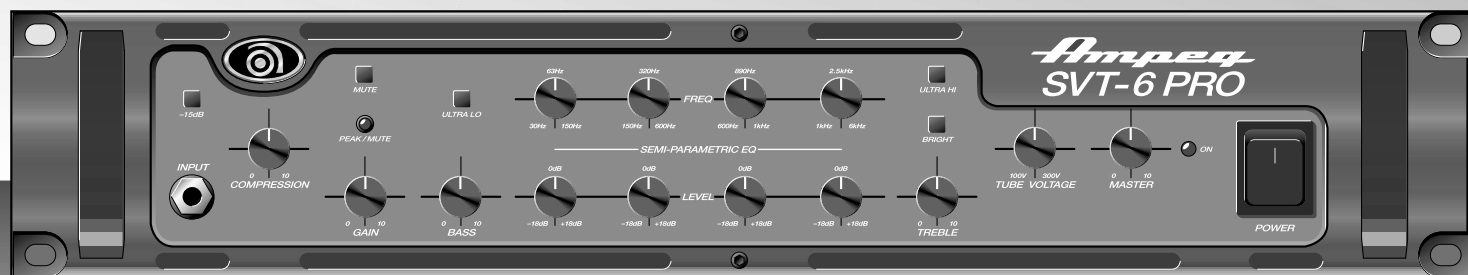 Ampeg
SVT-6 PRO
-15dB
INPUT
0 10
COMPRESSION
MUTE
PEAK/MUTE
0 10
GAIN
ULTRA LO
0 10
BASS
63Hz 320Hz 890Hz 2.5kHz
FREQ
30Hz 150Hz 150Hz 600Hz 600Hz 1kHz 1kHz 6kHz
SEMI-PARAMETRIC EQ
0dB 0dB 0dB 0dB
LEVEL
-18dB +18dB -18dB +18dB -18dB +18dB -18dB +18dB
ULTRA HI
BRIGHT
0 10
TREBLE
100V 300V
TUBE VOLTAGE
0 10
MASTER
ON
POWER